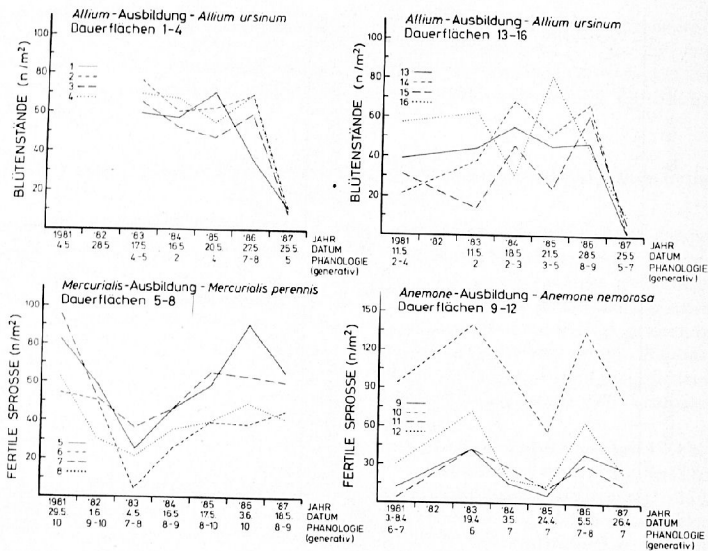 Allium-Ausbildung - Allium ursinum
Dauerflächen 1-4
BLÜTENSTÄNDE (n/m²)
100
80
60
40
20
1
2
3
4
1981 '82 '83 '84 '85 '86 '87 JAHR
4.5 28.5 17.5 16.5 20.5 27.5 25.5 DATUM
4-5 2 4 7-8 5 PHÄNOLOGIE
(generativ)
Allium-Ausbildung - Allium ursinum
Dauerflächen 13-16
BLÜTENSTÄNDE (n/m²)
100
80
60
40
20
13
14
15
16
1981 '82 '83 '84 '85 '86 '87 JAHR
11.5 11.5 18.5 21.5 28.5 25.5 DATUM
2-4 2 2-3 3-5 8-9 5-7 PHÄNOLOGIE
(generativ)
Mercurialis-Ausbildung - Mercurialis perennis
Dauerflächen 5-8
FERTILE SPROSSE (n/m²)
100
80
60
40
20
5
6
7
8
1981 '82 '83 '84 '85 '86 '87 JAHR
29.5 1.6 4.5 16.5 17.5. 3.6 18.5 DATUM
10 9-10 7-8 8-9 8-10 10 8-9 PHÄNOLOGIE
(generativ)
Anemone-Ausbildung - Anemone nemorosa
Dauerflächen 9-12
FERTILE SPROSSE (n/m²)
150
120
90
60
30
9
10
11
12
1981 '82 '83 '84 '85 '86 '87 JAHR
3-8.4 19.4 3.5 24.4. 5.5. 26.4 DATUM
6-7 6 7 7 7-8 7 PHÄNOLOGIE
(generativ)